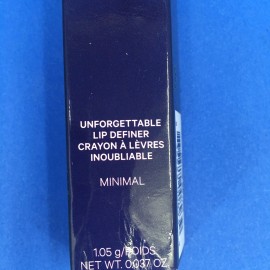 UNFORGETTABLE
LIP DEFINER
CRAYON À LÈVRES
INOUBLIABLE
MINIMAL
1.05 g/POIDS
NET WT. 0.037 OZ